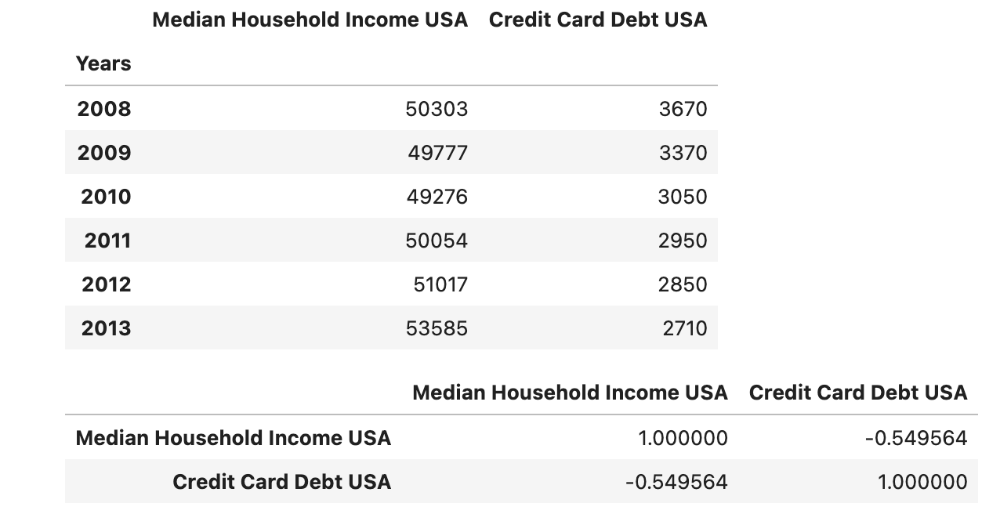 Median Household Income USA Credit Card Debt USA
Years
2008 50303 3670
2009 49777 3370
2010 49276 3050
2011 50054 2950
2012 51017 2850
2013 53585 2710
Median Household Income USA Credit Card Debt USA
Median Household Income USA 1.000000 -0.549564
Credit Card Debt USA -0.549564 1.000000